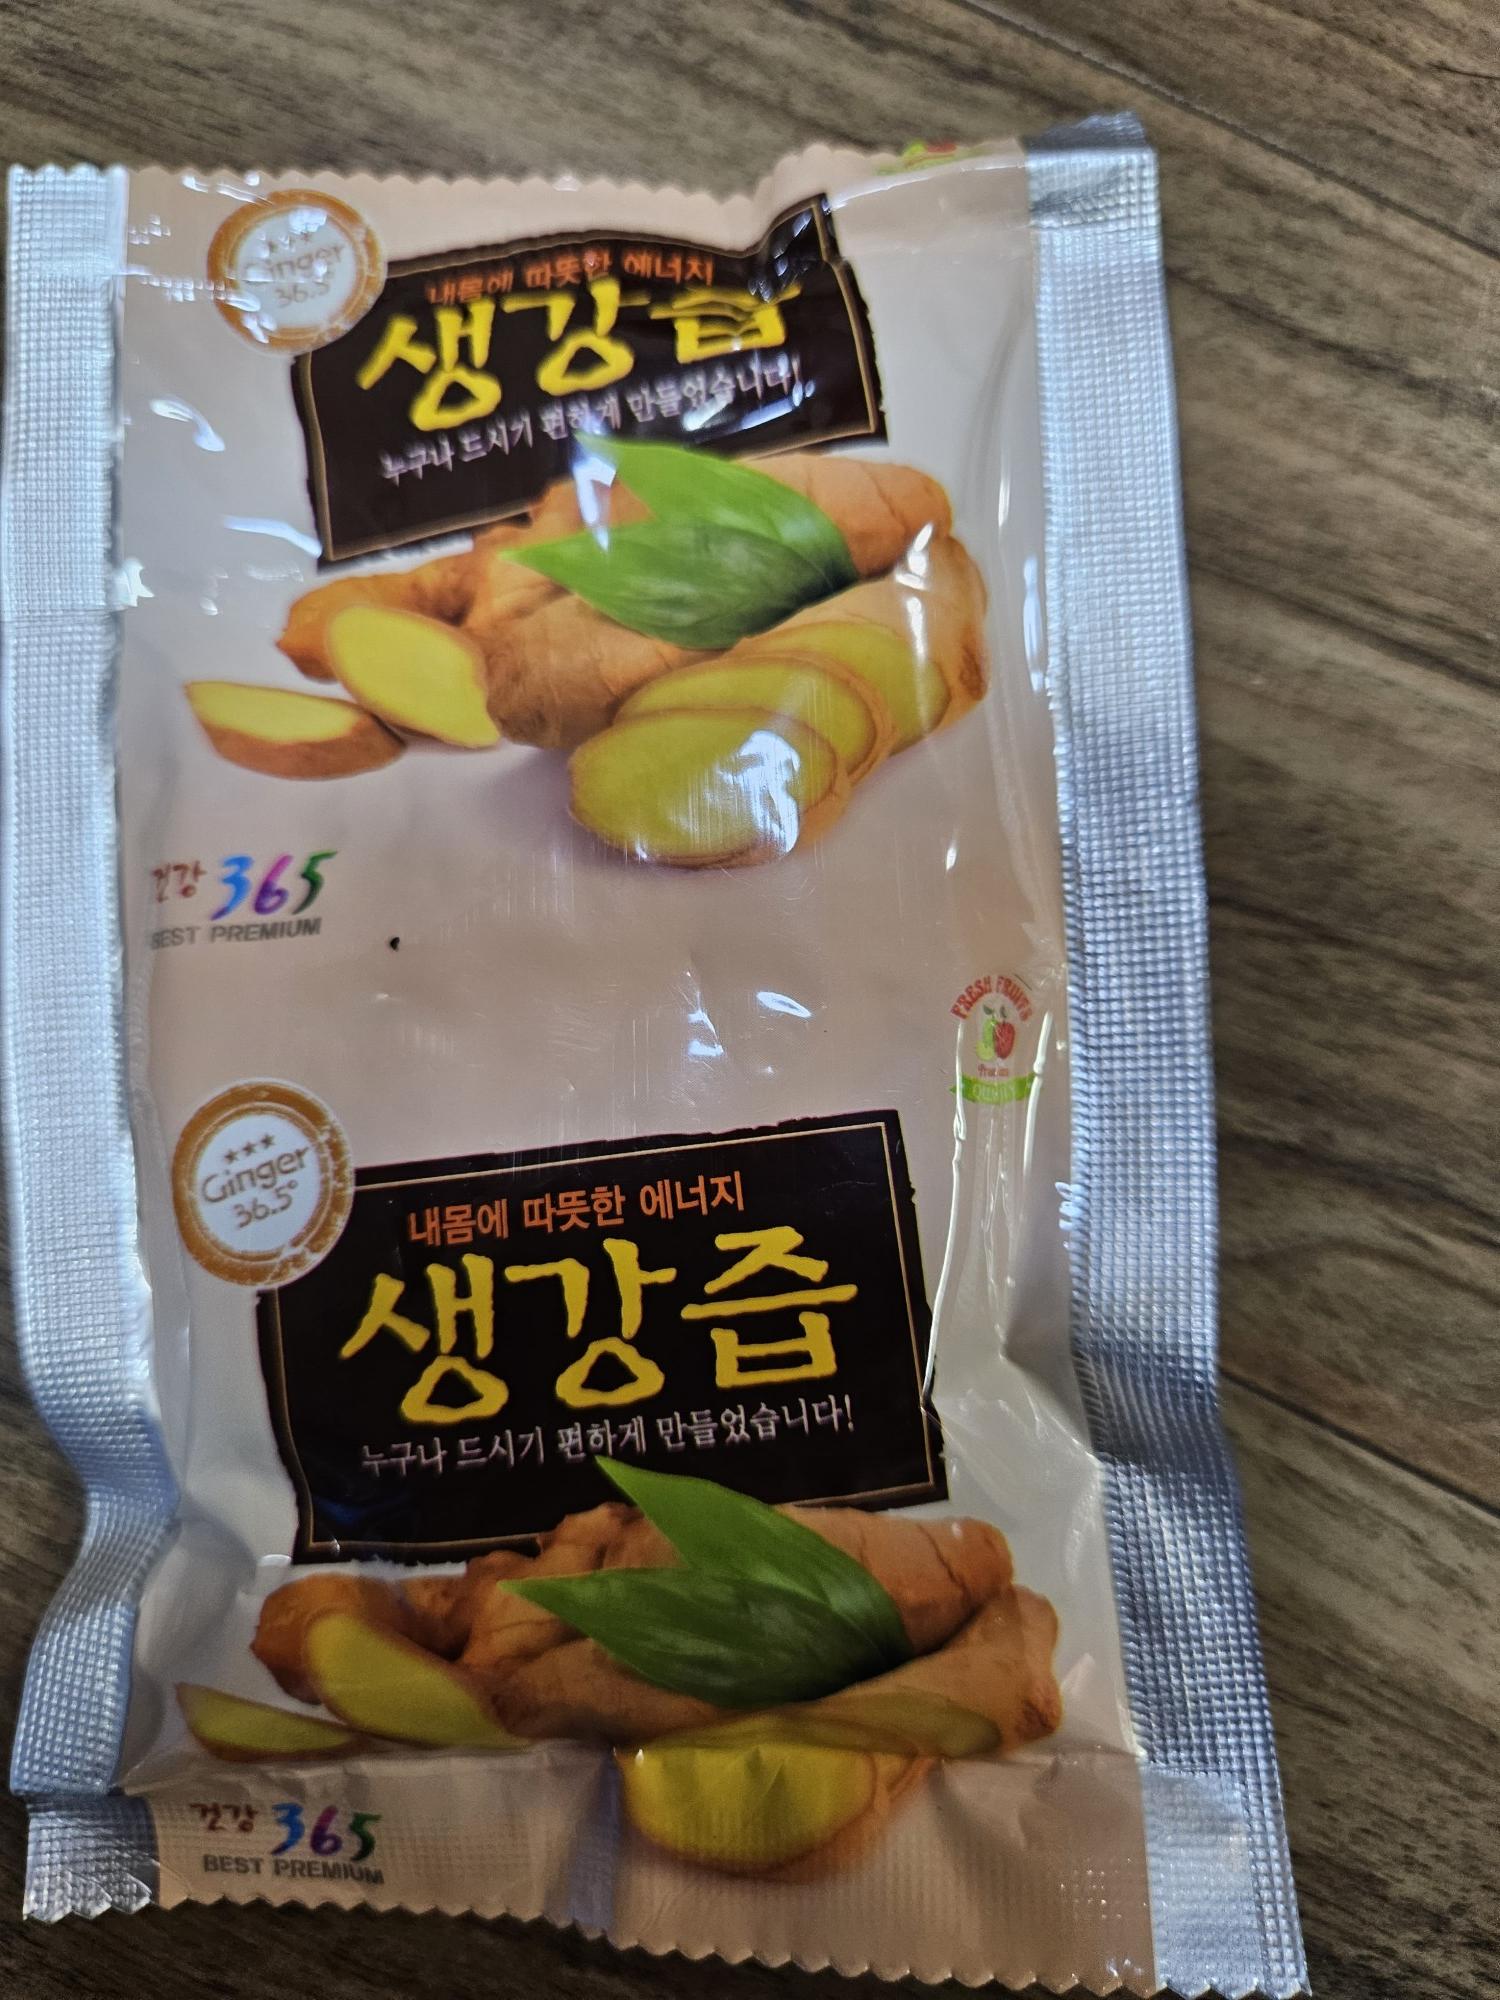 Ginger
36.5°
내몸에 따뜻한 에너지
생강즙
누구나 드시기 편하게 만들었습니다!
건강 365
BEST PREMIUM
FRESH FRUITS
QUALITY
Ginger
36.5°
내몸에 따뜻한 에너지
생강즙
누구나 드시기 편하게 만들었습니다!
건강 365
BEST PREMIUM